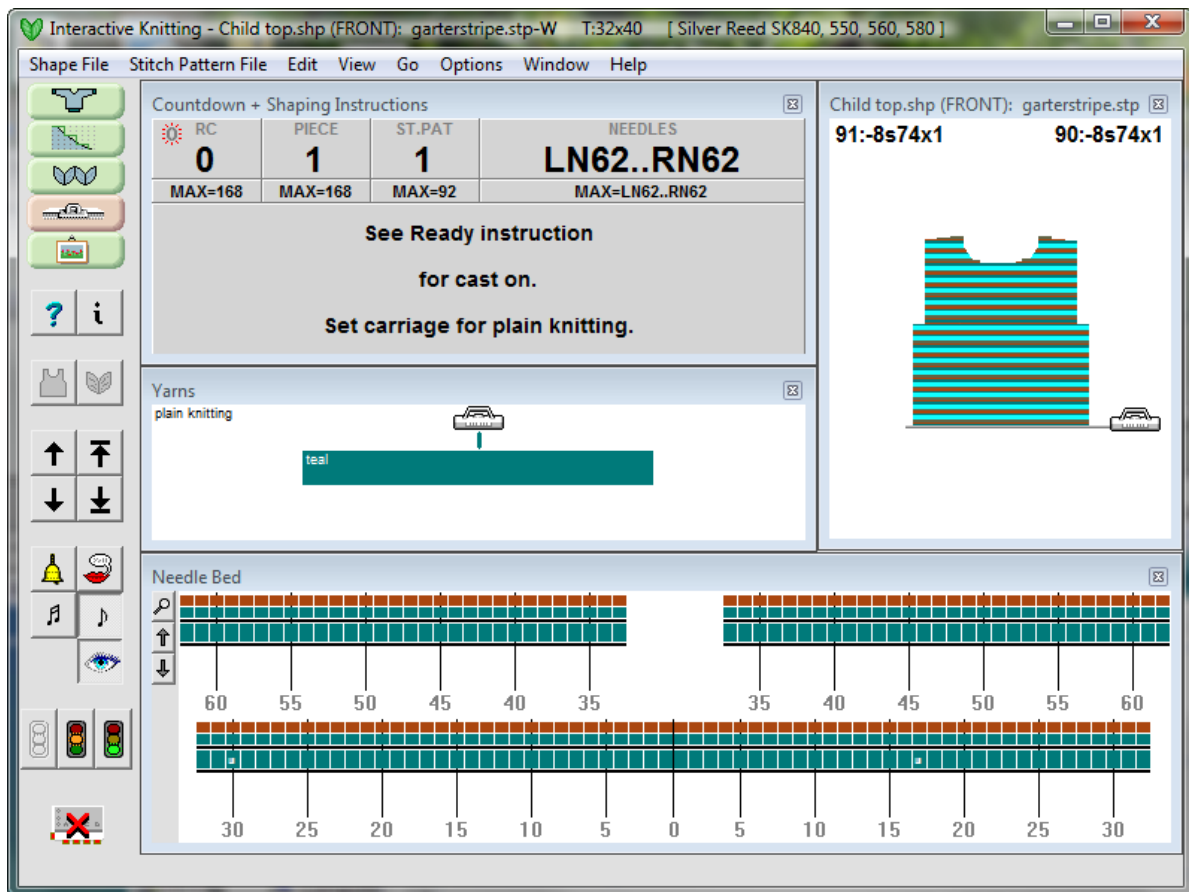 Interactive Knitting - Child top.shp (FRONT): garterstripe.stp-W T:32x40 [ Silver Reed SK840, 550, 560, 580 ]
Shape File Stitch Pattern File Edit View Go Options Window Help
Countdown + Shaping Instructions
RC PIECE ST.PAT NEEDLES
0 1 1 LN62..RN62
MAX=168 MAX=168 MAX=92 MAX=LN62..RN62
See Ready instruction
for cast on.
Set carriage for plain knitting.
Child top.shp (FRONT): garterstripe.stp
91:-8s74x1 90:-8s74x1
Yarns
plain knitting
teal
Needle Bed
60 55 50 45 40 35 35 40 45 50 55 60
30 25 20 15 10 5 0 5 10 15 20 25 30